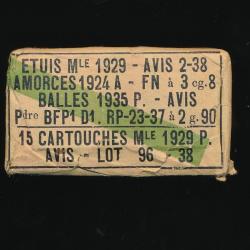 ETUIS MLE 1929 - AVIS 2-38
AMORCES 1924 A - FN à 3 cg. 8
BALLES 1935 P. - AVIS
Pdre BFP1 D1. RP-23-37 à 2 g. 90
15 CARTOUCHES MLE 1929 P.
AVIS - LOT 96 - 38